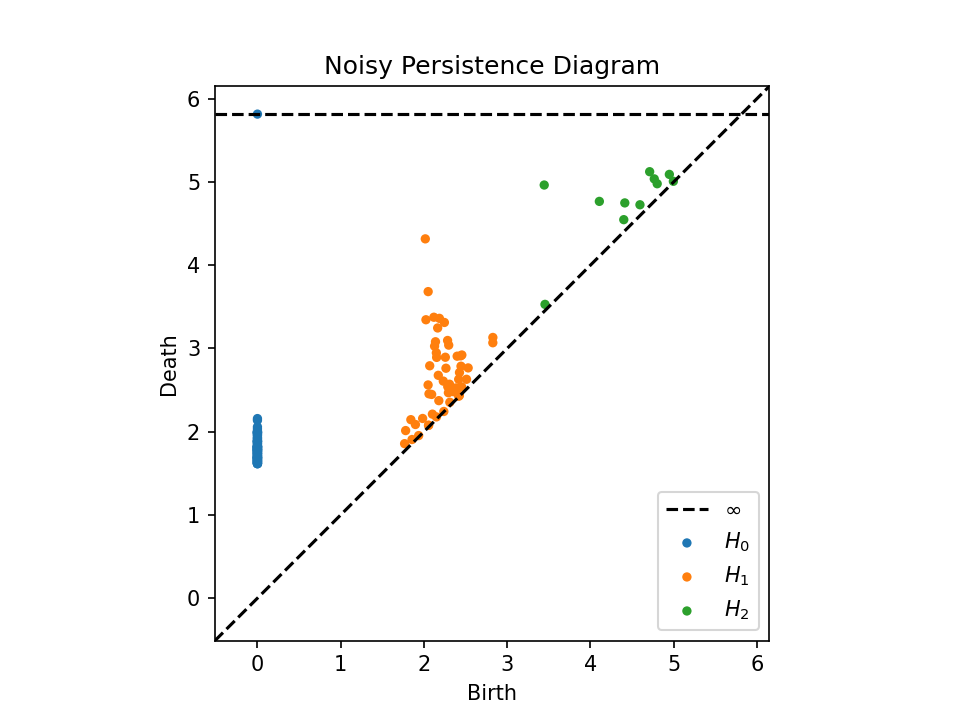 Noisy Persistence Diagram
Death
6
5
4
3
2
1
0
0 1 2 3 4 5 6
Birth
∞
H₀
H₁
H₂